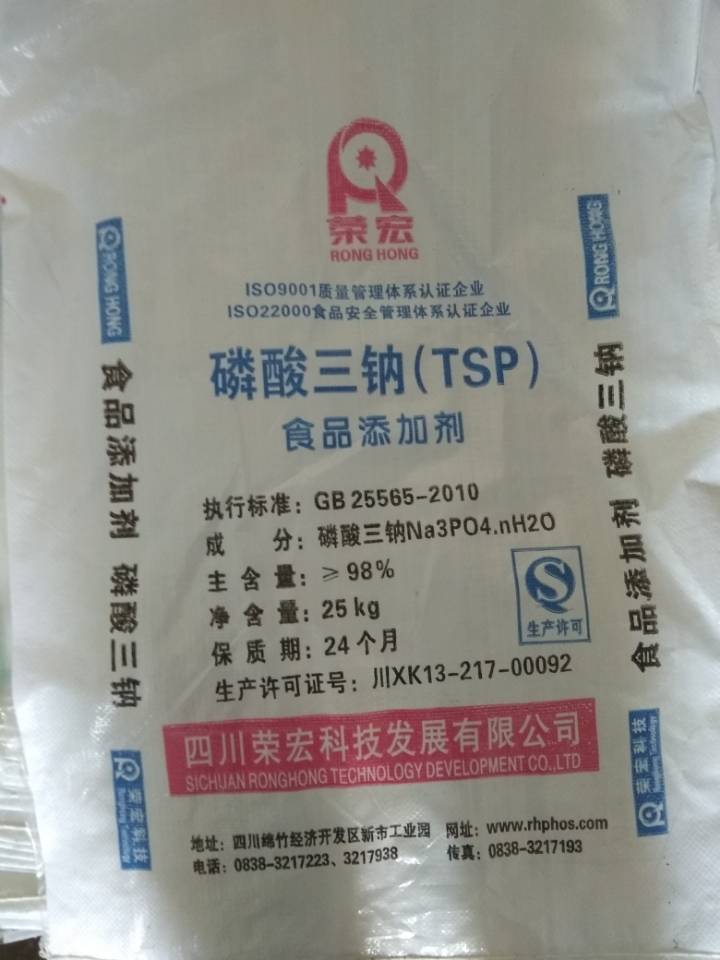 荣宏
RONG HONG
ISO9001质量管理体系认证企业
ISO22000食品安全管理体系认证企业
磷酸三钠(TSP)
食品添加剂
执行标准：GB 25565-2010
成 分：磷酸三钠Na3PO4.nH2O
主 含 量：≥98%
净 含 量：25 kg
保 质 期：24 个月
生产许可证号：川XK13-217-00092
生产许可
四川荣宏科技发展有限公司
SICHUAN RONGHONG TECHNOLOGY DEVELOPMENT CO.,LTD
地址：四川绵竹经济开发区新市工业园 网址：www.rhphos.com
电话：0838-3217223、3217938 传真：0838-3217193
RONG HONG
食品添加剂 磷酸三钠
荣宏科技
Ronghong Technology
RONG HONG
食品添加剂 磷酸三钠
荣宏科技
Ronghong Technology